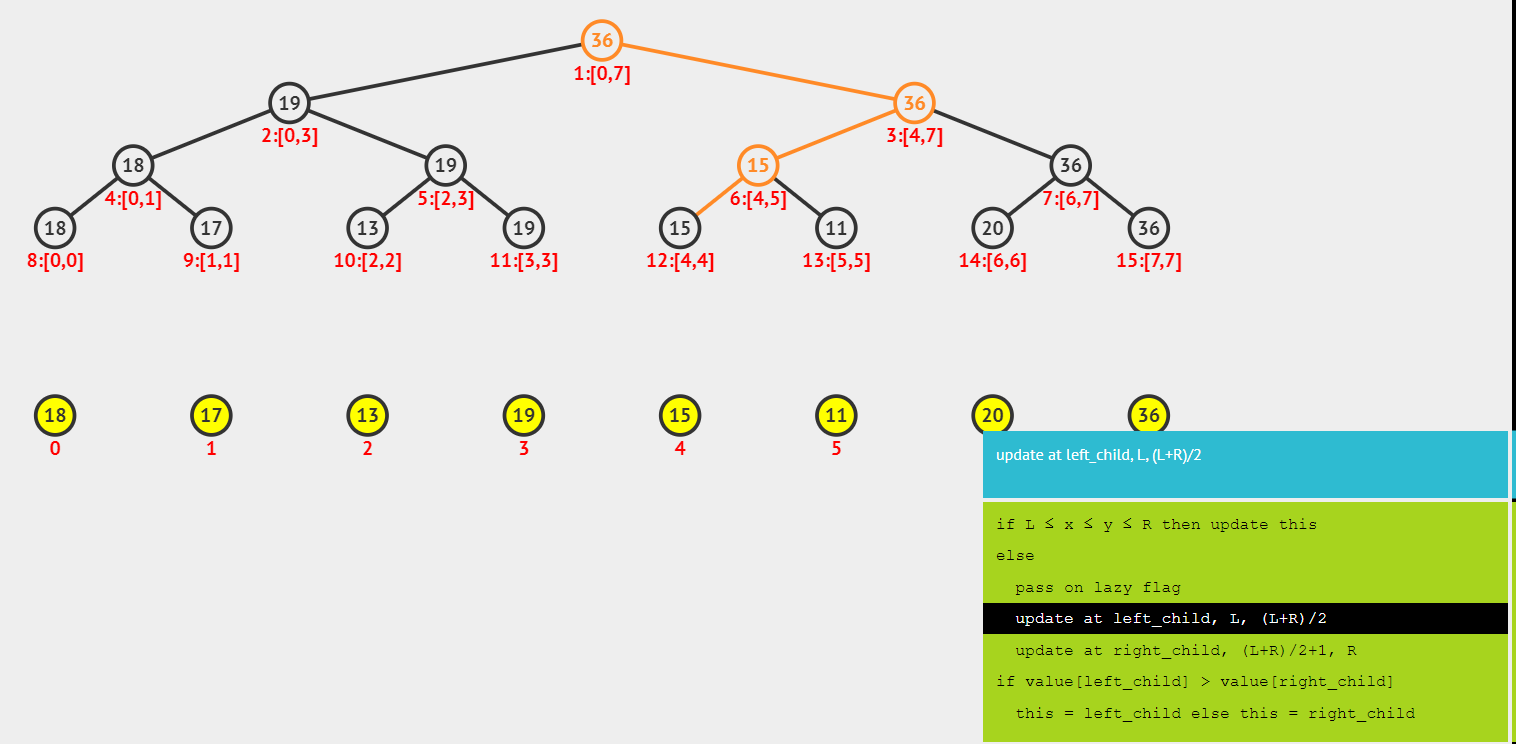 36
1:[0,7]
19 36
2:[0,3] 3:[4,7]
18 19 15 36
4:[0,1] 5:[2,3] 6:[4,5] 7:[6,7]
18 17 13 19 15 11 20 36
8:[0,0] 9:[1,1] 10:[2,2] 11:[3,3] 12:[4,4] 13:[5,5] 14:[6,6] 15:[7,7]
18 17 13 19 15 11 20 36
0 1 2 3 4 5
update at left_child, L, (L+R)/2
if L ≤ x ≤ y ≤ R then update this
else
pass on lazy flag
update at left_child, L, (L+R)/2
update at right_child, (L+R)/2+1, R
if value[left_child] > value[right_child]
this = left_child else this = right_child